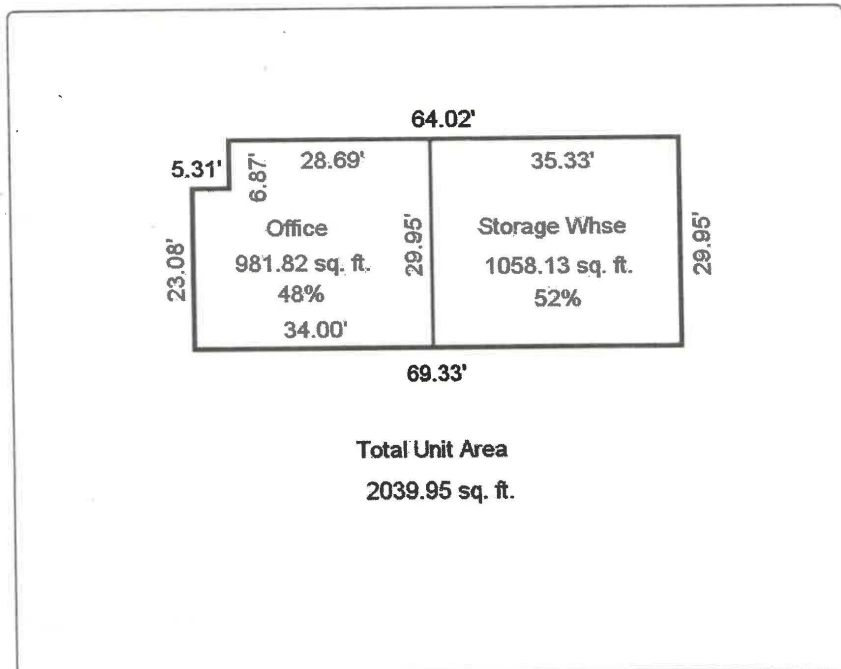 64.02'
5.31'
6.87'
28.69'
35.33'
Office
Storage Whse
23.08'
981.82 sq. ft.
29.95'
1058.13 sq. ft.
29.95'
48%
52%
34.00'
69.33'
Total Unit Area
2039.95 sq. ft.